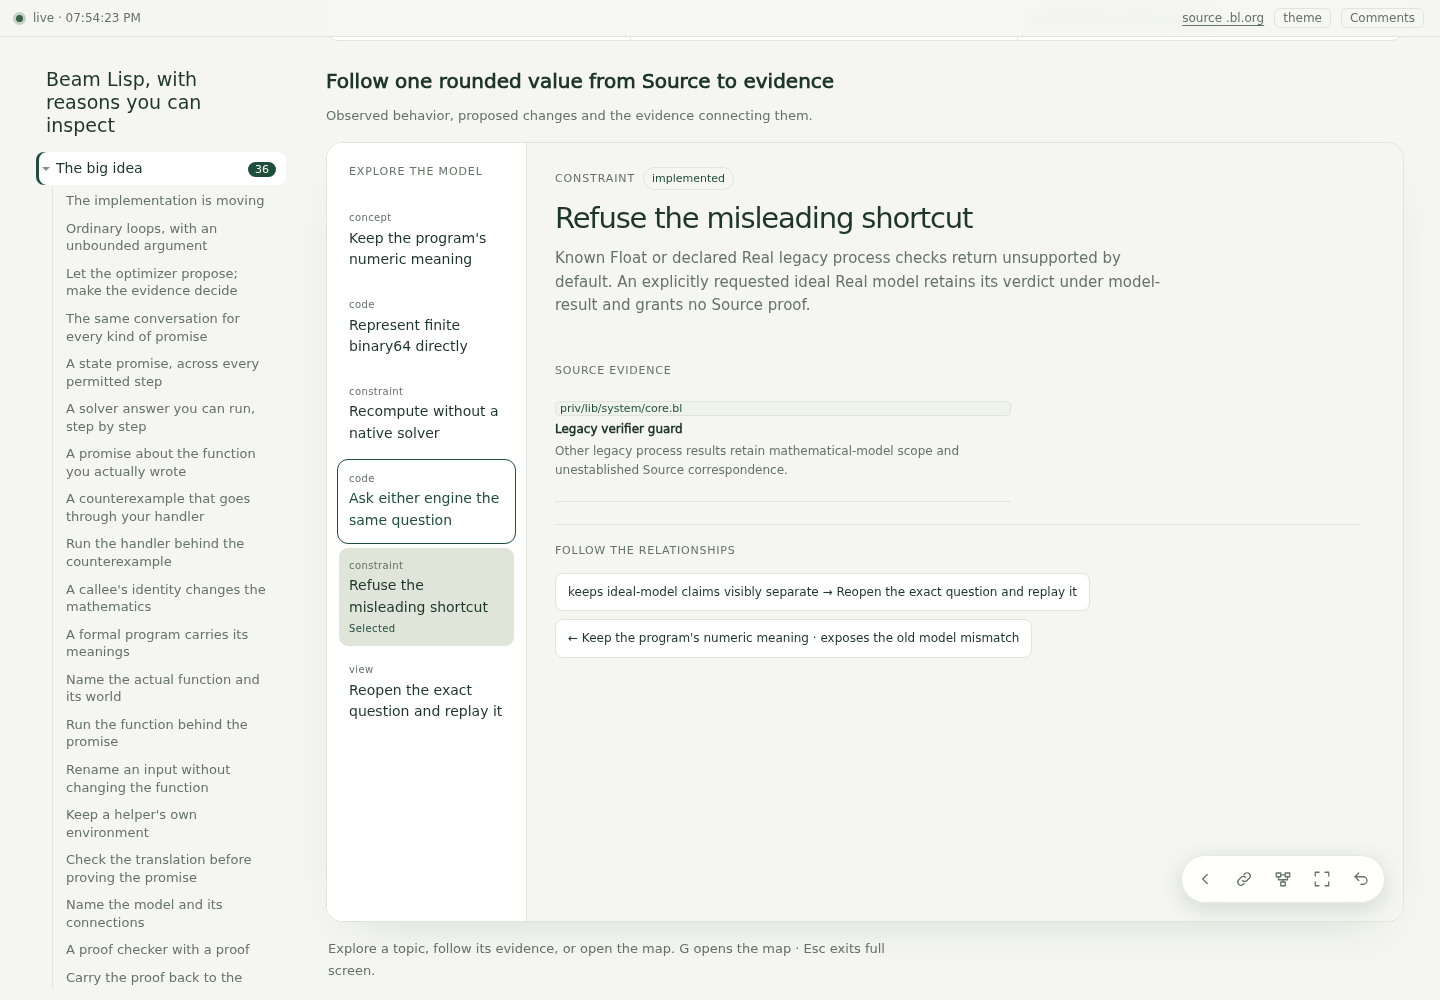 live · 07:54:23 PM
source .bl.org
theme
Comments
Beam Lisp, with
reasons you can
inspect
The big idea
36
The implementation is moving
Ordinary loops, with an
unbounded argument
Let the optimizer propose;
make the evidence decide
The same conversation for
every kind of promise
A state promise, across every
permitted step
A solver answer you can run,
step by step
A promise about the function
you actually wrote
A counterexample that goes
through your handler
Run the handler behind the
counterexample
A callee's identity changes the
mathematics
A formal program carries its
meanings
Name the actual function and
its world
Run the function behind the
promise
Rename an input without
changing the function
Keep a helper's own
environment
Check the translation before
proving the promise
Name the model and its
connections
A proof checker with a proof
Carry the proof back to the
Follow one rounded value from Source to evidence
Observed behavior, proposed changes and the evidence connecting them.
EXPLORE THE MODEL
concept
Keep the program's
numeric meaning
code
Represent finite
binary64 directly
constraint
Recompute without a
native solver
code
Ask either engine the
same question
constraint
Refuse the
misleading shortcut
Selected
view
Reopen the exact
question and replay it
CONSTRAINT
implemented
Refuse the misleading shortcut
Known Float or declared Real legacy process checks return unsupported by
default. An explicitly requested ideal Real model retains its verdict under model-
result and grants no Source proof.
SOURCE EVIDENCE
priv/lib/system/core.bl
Legacy verifier guard
Other legacy process results retain mathematical-model scope and
unestablished Source correspondence.
FOLLOW THE RELATIONSHIPS
keeps ideal-model claims visibly separate → Reopen the exact question and replay it
← Keep the program's numeric meaning · exposes the old model mismatch
Explore a topic, follow its evidence, or open the map. G opens the map · Esc exits full
screen.